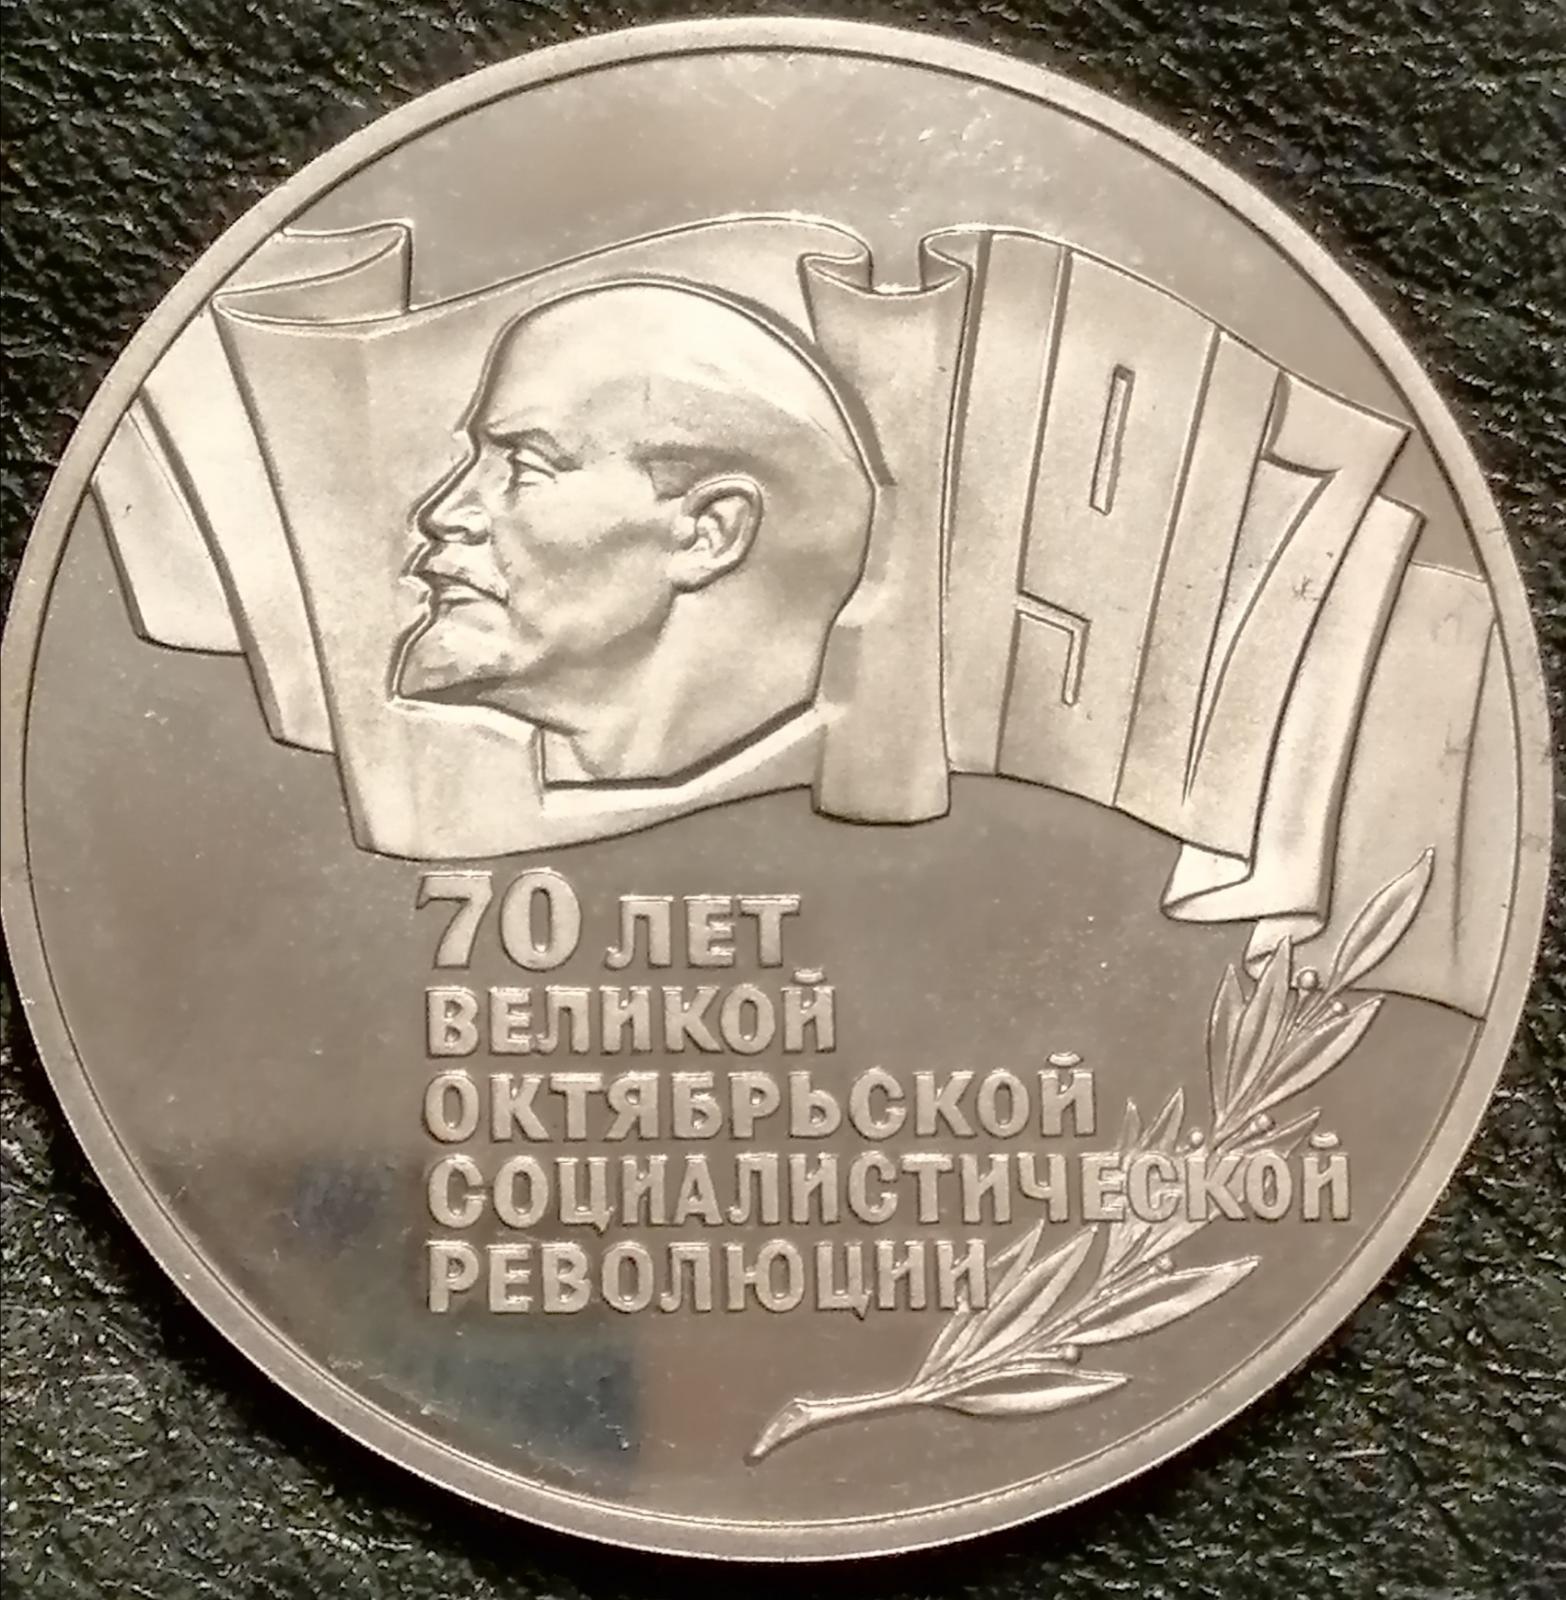 1917
70 ЛЕТ
ВЕЛИКОЙ
ОКТЯБРЬСКОЙ
СОЦИАЛИСТИЧЕСКОЙ
РЕВОЛЮЦИИ